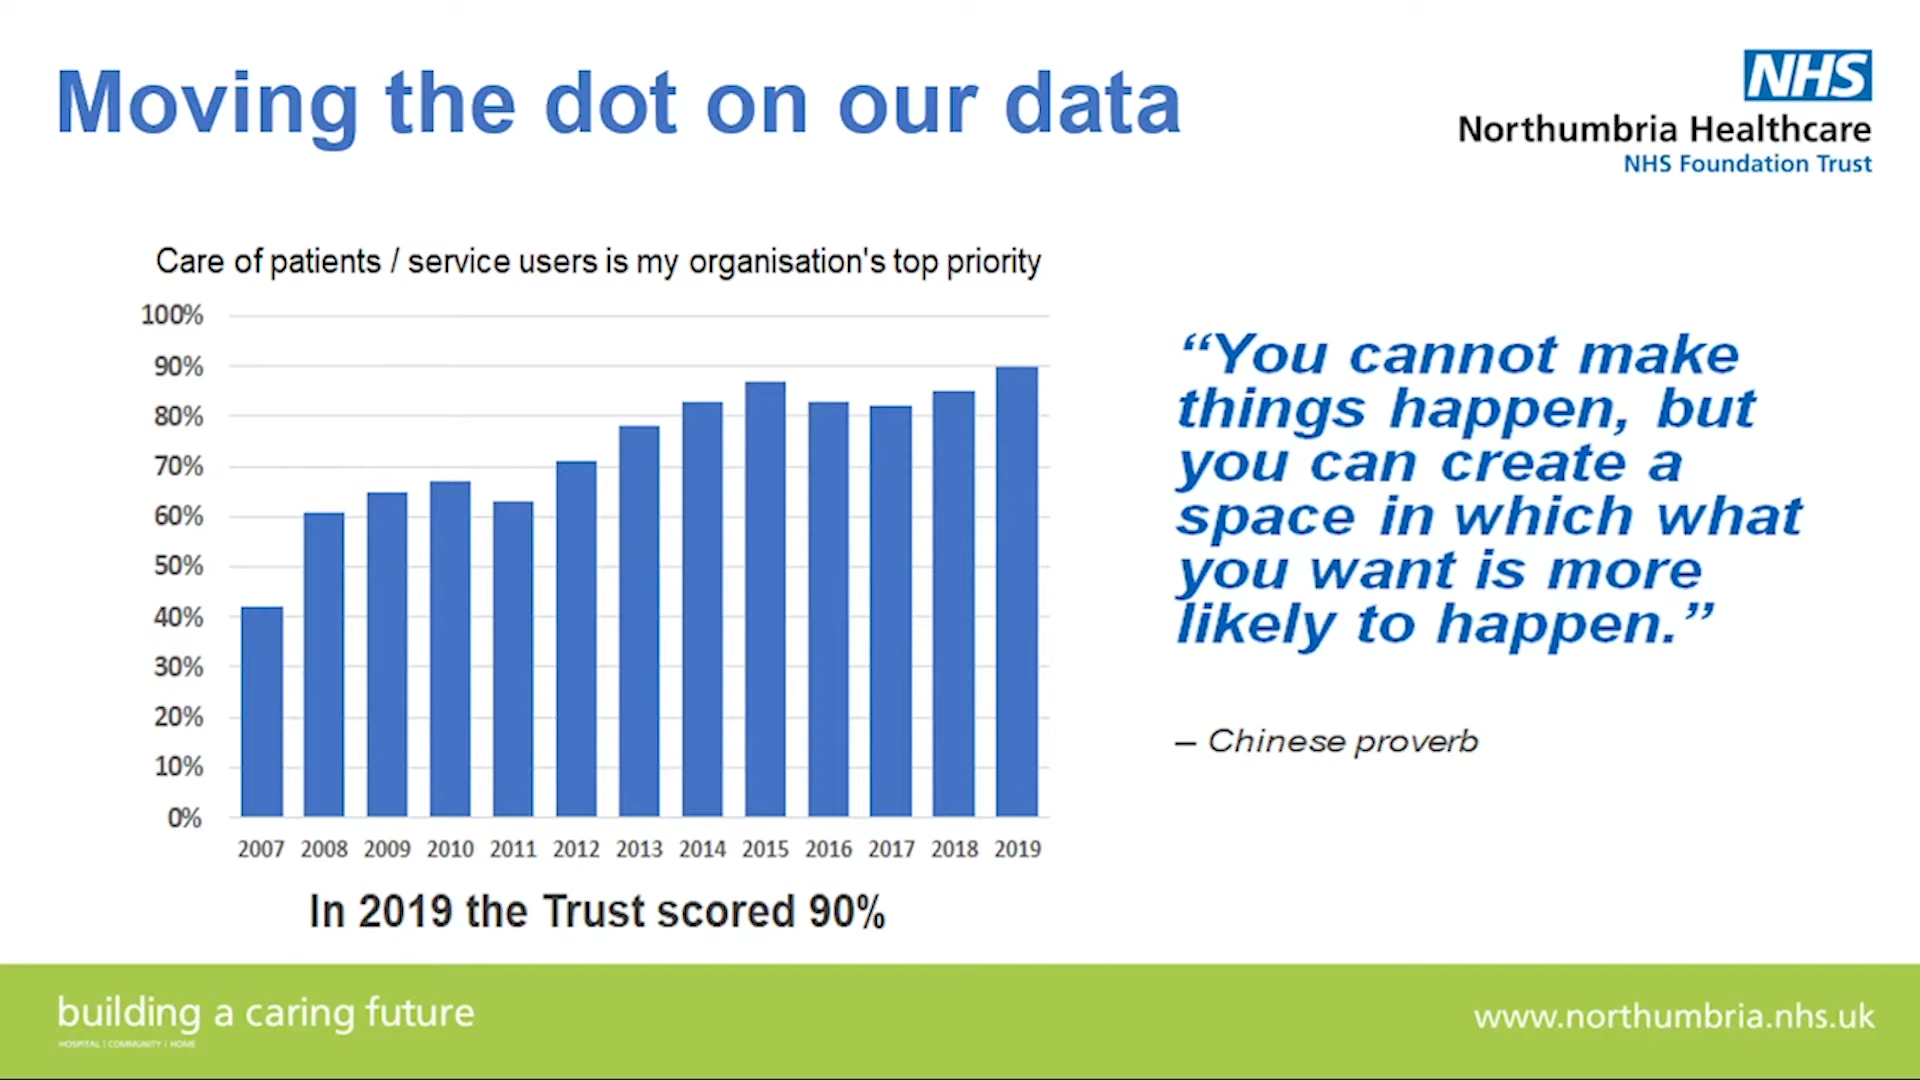 Moving the dot on our data
NHS
Northumbria Healthcare
NHS Foundation Trust
Care of patients / service users is my organisation's top priority
100%
90%
80%
70%
60%
50%
40%
30%
20%
10%
0%
2007 2008 2009 2010 2011 2012 2013 2014 2015 2016 2017 2018 2019
In 2019 the Trust scored 90%
“You cannot make
things happen, but
you can create a
space in which what
you want is more
likely to happen.”
– Chinese proverb
building a caring future
HOSPITAL | COMMUNITY | HOME
www.northumbria.nhs.uk